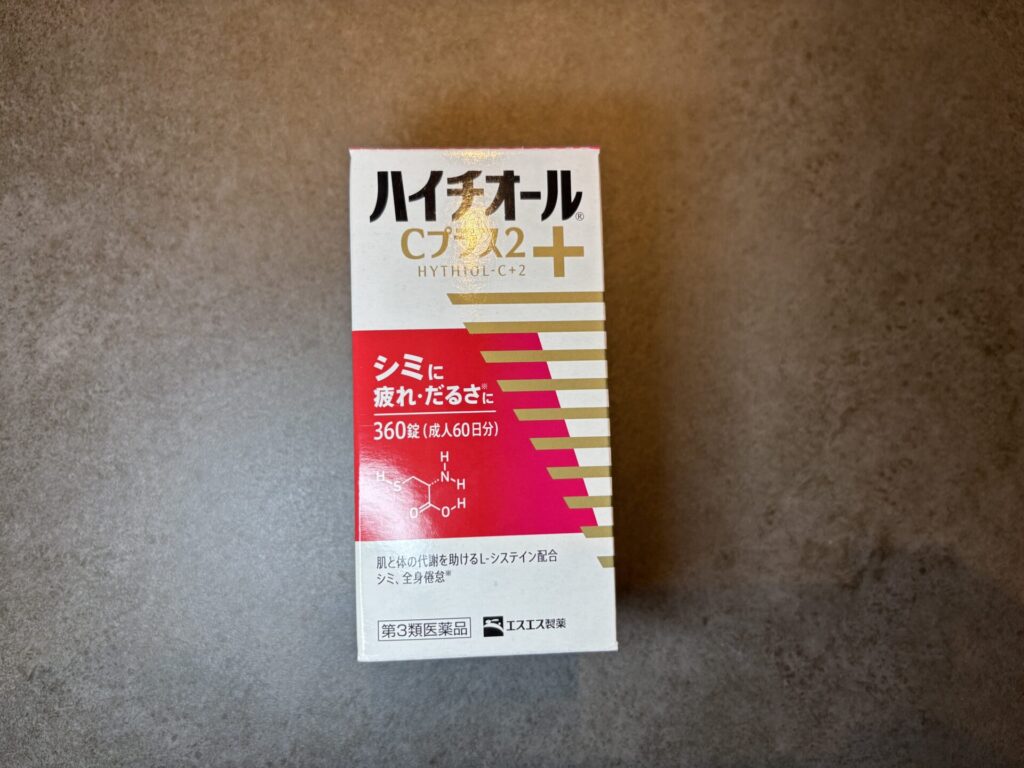 ハイチオール®
Cプラス2
HYTHIOL-C+2
シミに
疲れ・だるさ※に
360錠(成人60日分)
H
H S N H
H
O O
肌と体の代謝を助けるL-システイン配合
シミ、全身倦怠※
第3類医薬品 エスエス製薬